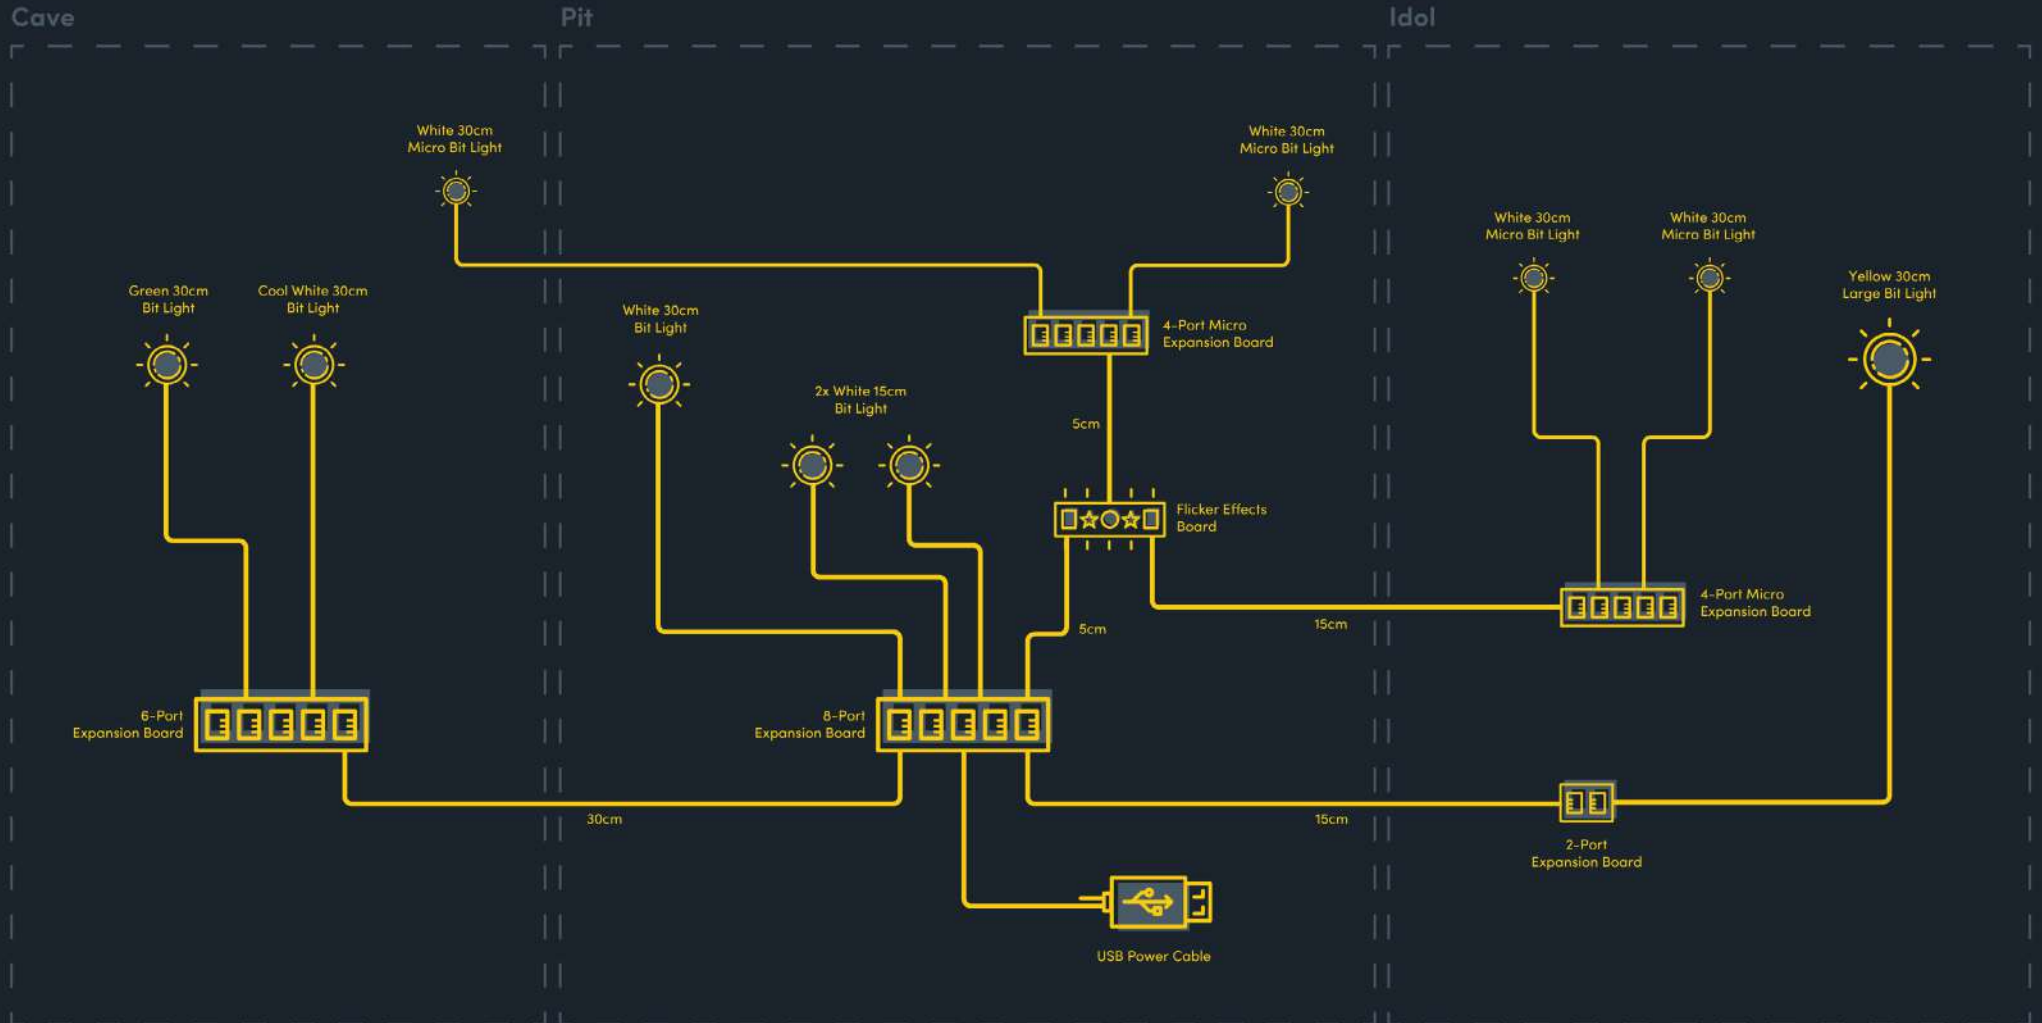 Cave
Pit
Idol
White 30cm
Micro Bit Light
White 30cm
Micro Bit Light
White 30cm
Micro Bit Light
White 30cm
Micro Bit Light
Green 30cm
Bit Light
Cool White 30cm
Bit Light
Yellow 30cm
Large Bit Light
White 30cm
Bit Light
4-Port Micro
Expansion Board
2x White 15cm
Bit Light
5cm
Flicker Effects
Board
4-Port Micro
Expansion Board
5cm
15cm
6-Port
Expansion Board
8-Port
Expansion Board
30cm
15cm
2-Port
Expansion Board
USB Power Cable